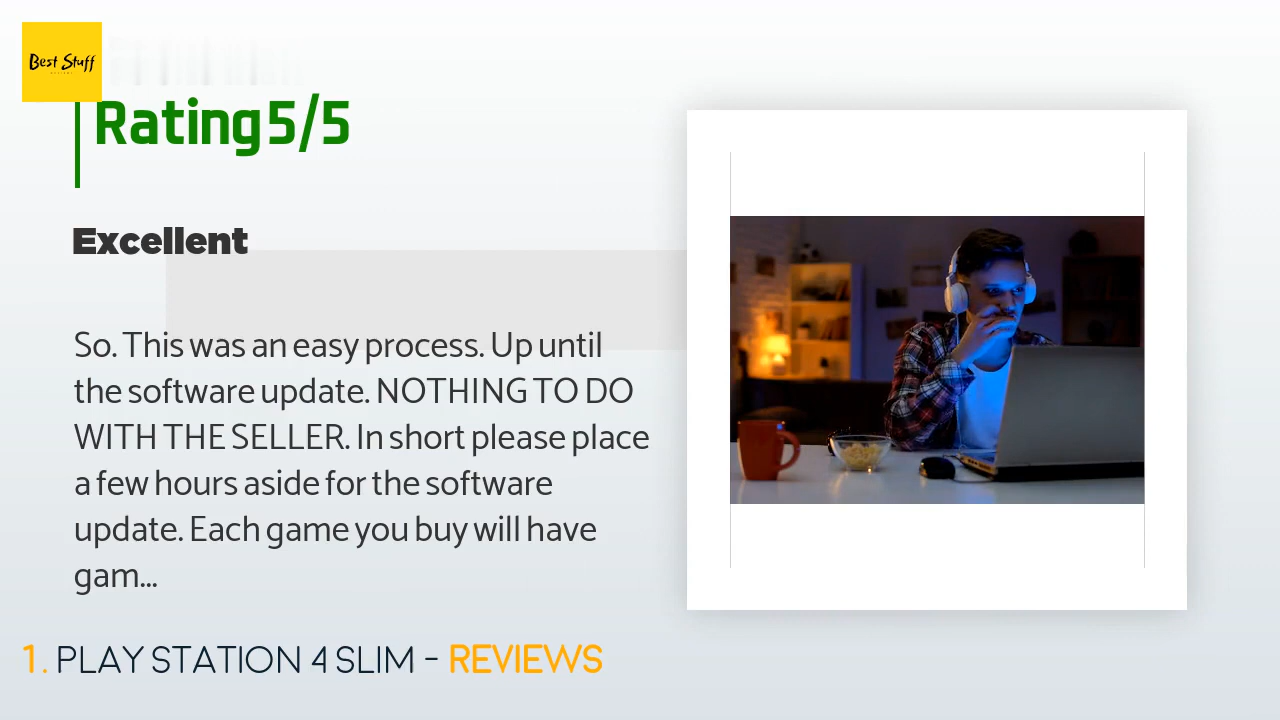 Best Stuff
Rating 5/5
Excellent
So. This was an easy process. Up until
the software update. NOTHING TO DO
WITH THE SELLER. In short please place
a few hours aside for the software
update. Each game you buy will have
gam...
1. PLAY STATION 4 SLIM - REVIEWS